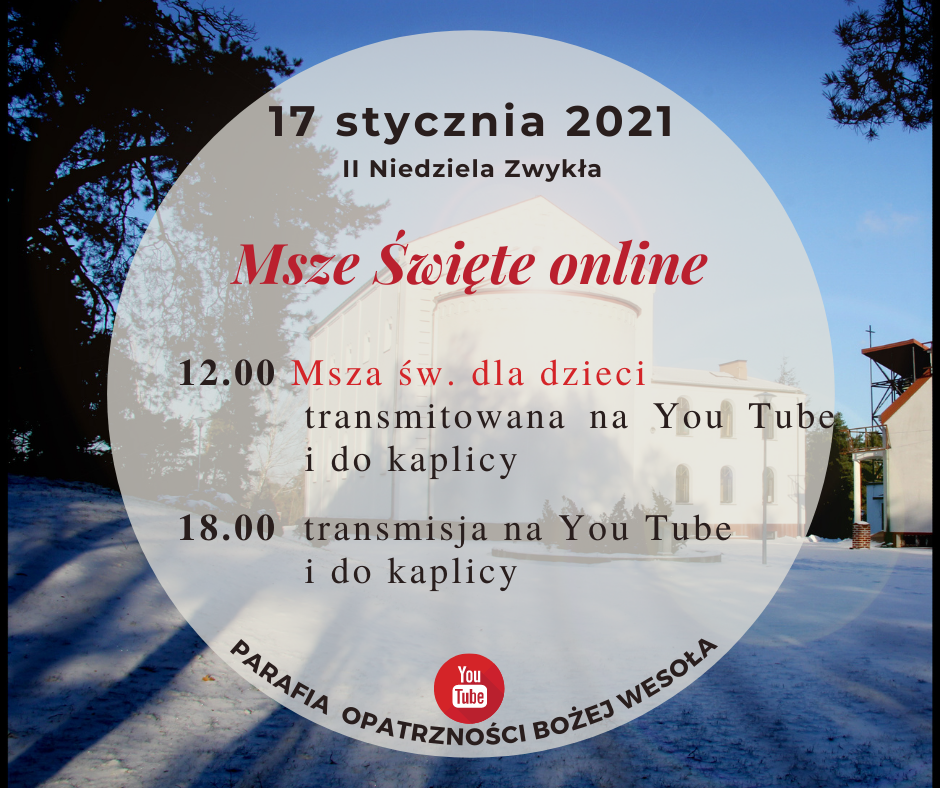 17 stycznia 2021
II Niedziela Zwykła
Msze Święte online
12.00 Msza św. dla dzieci
transmitowana na You Tube
i do kaplicy
18.00 transmisja na You Tube
i do kaplicy
You
Tube
PARAFIA OPATRZNOŚCI BOŻEJ WESOŁA